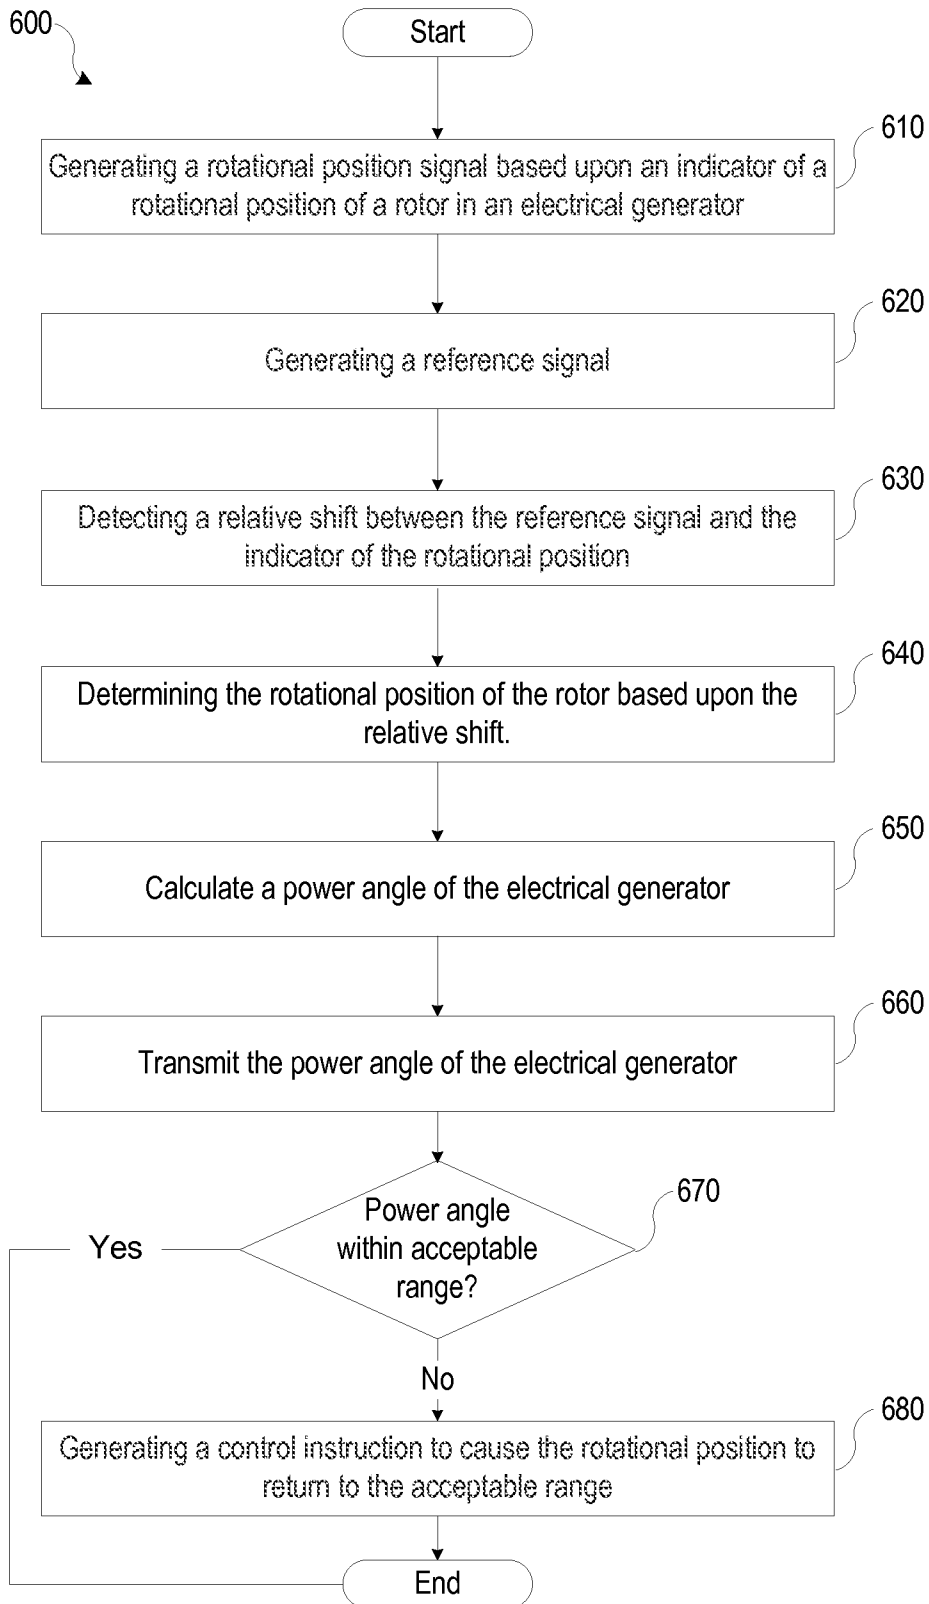 600
Start
610
Generating a rotational position signal based upon an indicator of a
rotational position of a rotor in an electrical generator
620
Generating a reference signal
630
Detecting a relative shift between the reference signal and the
indicator of the rotational position
640
Determining the rotational position of the rotor based upon the
relative shift.
650
Calculate a power angle of the electrical generator
660
Transmit the power angle of the electrical generator
670
Power angle
within acceptable
range?
Yes
No
680
Generating a control instruction to cause the rotational position to
return to the acceptable range
End